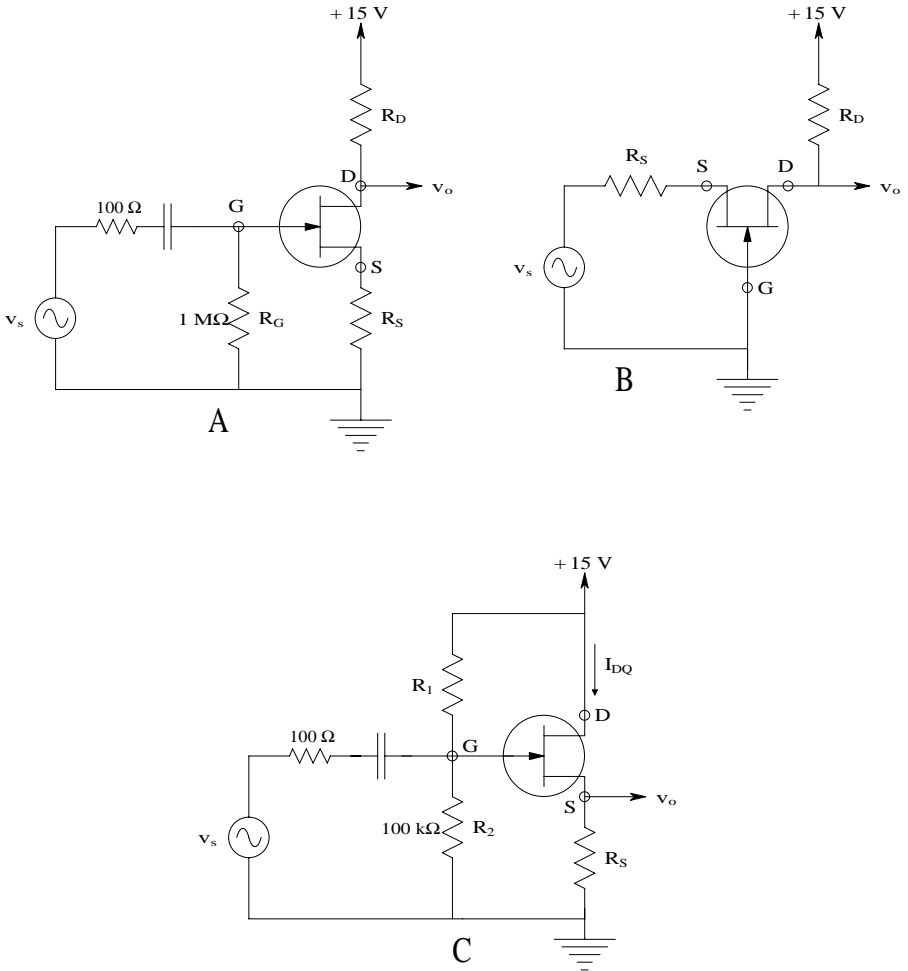 + 15 V
R_D
D
v_o
100 Ω
G
S
v_s
1 MΩ
R_G
R_S
A
+ 15 V
R_D
R_S
S
D
v_o
v_s
G
B
+ 15 V
I_DQ
R_1
D
100 Ω
G
S
v_o
v_s
100 kΩ
R_2
R_S
C